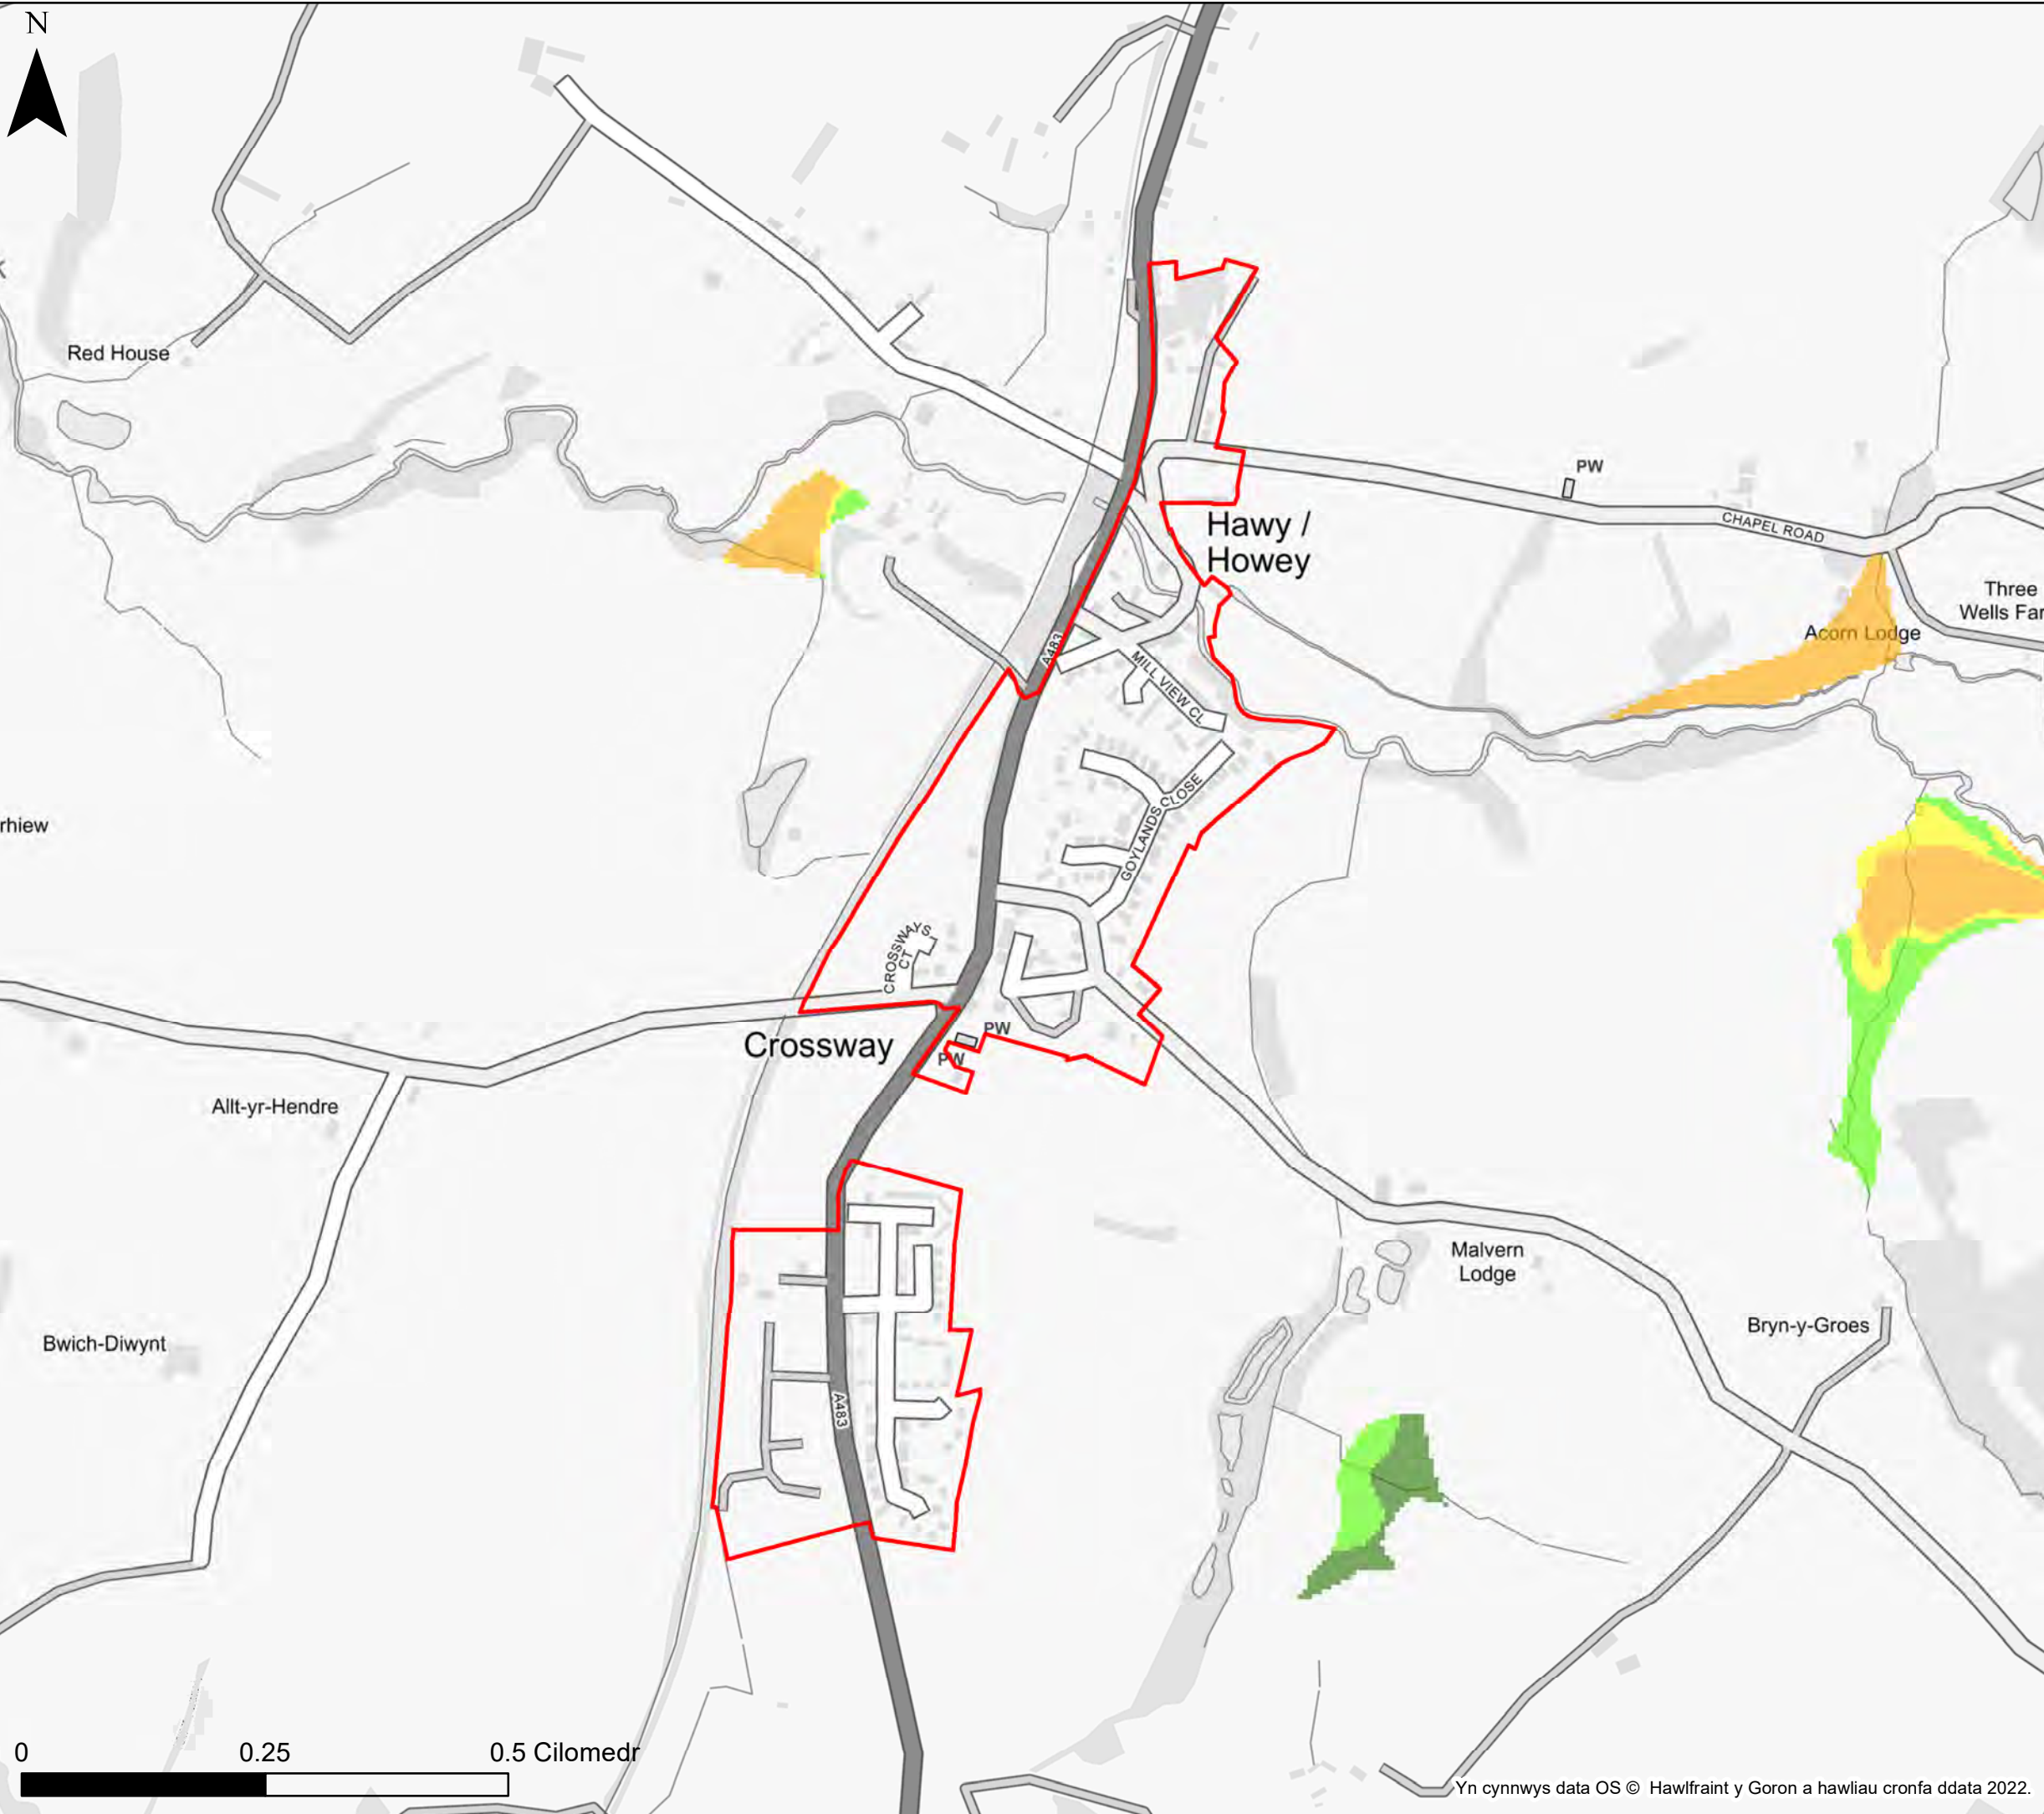 N
Red House
PW
CHAPEL ROAD
Hawy /
Howey
Three
Wells Far
Acorn Lodge
A483
MILL VIEW CL
GOYLANDS CLOSE
rhiew
CROSSWAYS
CT
PW
Crossway
PW
Allt-yr-Hendre
Malvern
Lodge
Bryn-y-Groes
Bwich-Diwynt
A483
0 0.25 0.5 Cilomedr
Yn cynnwys data OS © Hawlfraint y Goron a hawliau cronfa ddata 2022.